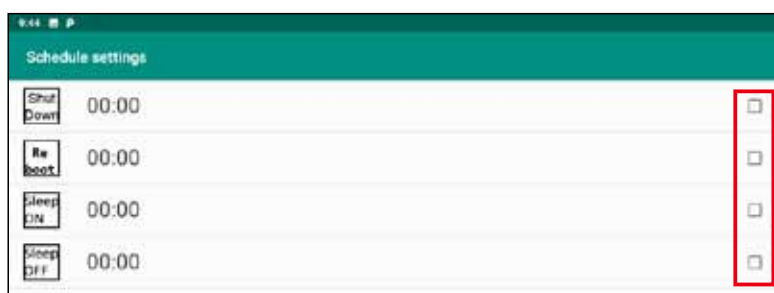 9:44 P
Schedule settings
Shut
Down
00:00
Re
boot
00:00
Sleep
ON
00:00
Sleep
OFF
00:00